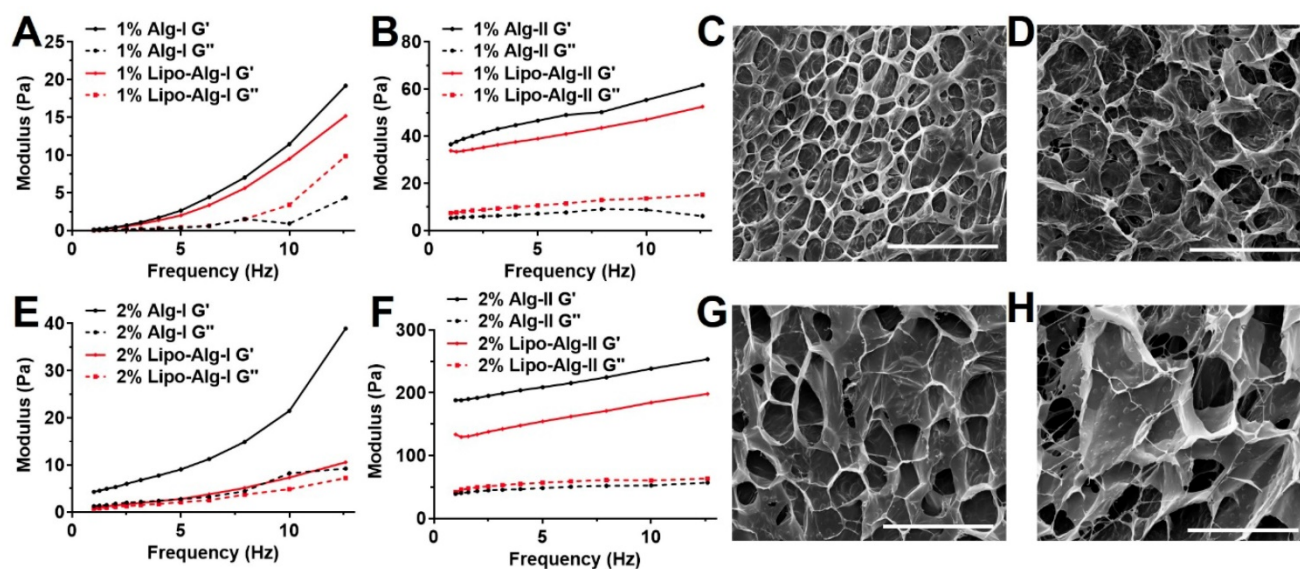 A
1% Alg-I G'
1% Alg-I G''
1% Lipo-Alg-I G'
1% Lipo-Alg-I G''
Modulus (Pa)
25
20
15
10
5
0
0
5
10
Frequency (Hz)
B
1% Alg-II G'
1% Alg-II G''
1% Lipo-Alg-II G'
1% Lipo-Alg-II G''
Modulus (Pa)
80
60
40
20
0
0
5
10
Frequency (Hz)
C
D
E
2% Alg-I G'
2% Alg-I G''
2% Lipo-Alg-I G'
2% Lipo-Alg-I G''
Modulus (Pa)
40
30
20
10
0
0
5
10
Frequency (Hz)
F
2% Alg-II G'
2% Alg-II G''
2% Lipo-Alg-II G'
2% Lipo-Alg-II G''
Modulus (Pa)
300
200
100
0
0
5
10
Frequency (Hz)
G
H